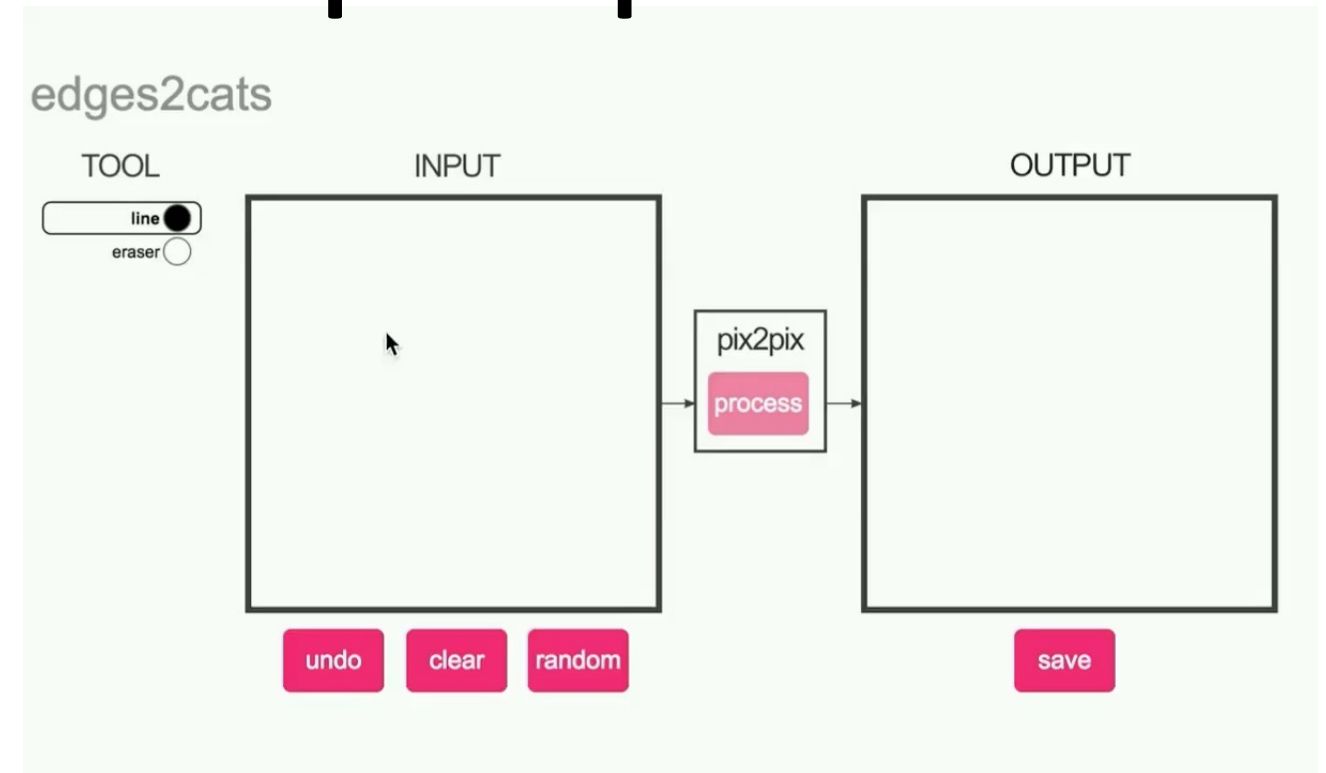 edges2cats
TOOL
INPUT
OUTPUT
line
eraser
pix2pix
process
undo
clear
random
save